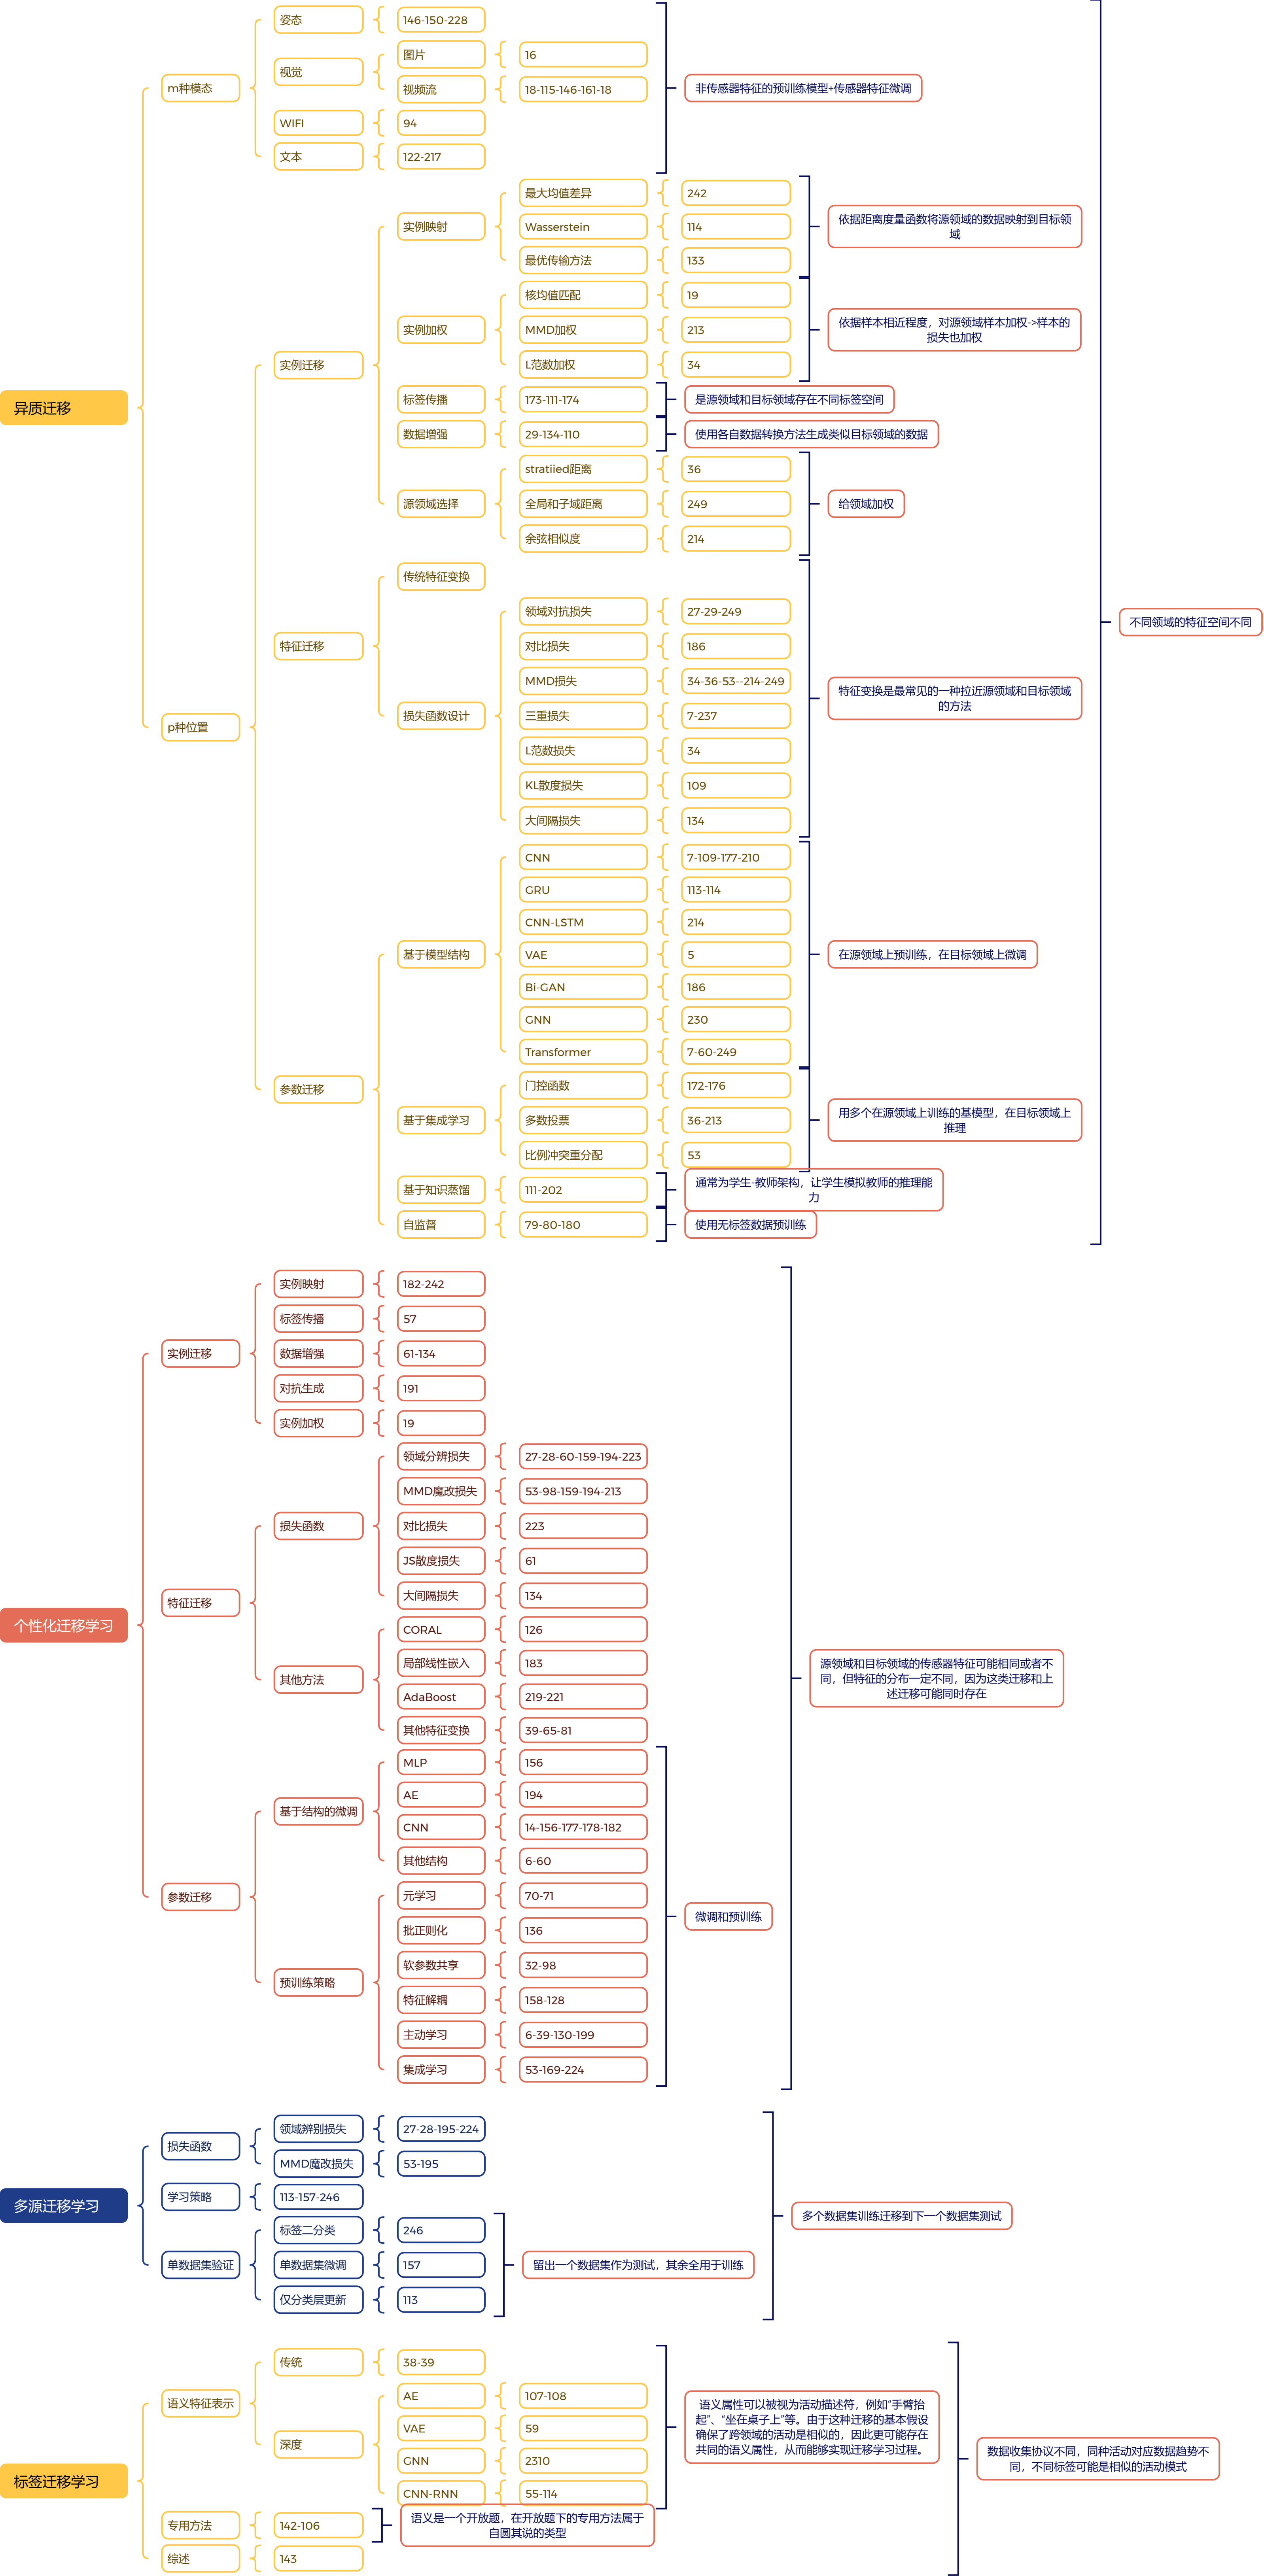 异质迁移
m种模态
姿态
146-150-228
视觉
图片
16
视频流
18-115-146-161-18
WIFI
94
文本
122-217
非传感器特征的预训练模型+传感器特征微调
p种位置
实例迁移
实例映射
最大均值差异
242
Wasserstein
114
最优传输方法
133
依据距离度量函数将源领域的数据映射到目标领
域
实例加权
核均值匹配
19
MMD加权
213
L范数加权
34
依据样本相近程度，对源领域样本加权->样本的
损失也加权
标签传播
173-111-174
是源领域和目标领域存在不同标签空间
数据增强
29-134-110
使用各自数据转换方法生成类似目标领域的数据
源领域选择
stratiied距离
36
全局和子域距离
249
余弦相似度
214
给领域加权
特征迁移
传统特征变换
损失函数设计
领域对抗损失
27-29-249
对比损失
186
MMD损失
34-36-53--214-249
三重损失
7-237
L范数损失
34
KL散度损失
109
大间隔损失
134
特征变换是最常见的一种拉近源领域和目标领域
的方法
参数迁移
基于模型结构
CNN
7-109-177-210
GRU
113-114
CNN-LSTM
214
VAE
5
Bi-GAN
186
GNN
230
Transformer
7-60-249
在源领域上预训练，在目标领域上微调
基于集成学习
门控函数
172-176
多数投票
36-213
比例冲突重分配
53
用多个在源领域上训练的基模型，在目标领域上
推理
基于知识蒸馏
111-202
通常为学生-教师架构，让学生模拟教师的推理能
力
自监督
79-80-180
使用无标签数据预训练
不同领域的特征空间不同
个性化迁移学习
实例迁移
实例映射
182-242
标签传播
57
数据增强
61-134
对抗生成
191
实例加权
19
特征迁移
损失函数
领域分辨损失
27-28-60-159-194-223
MMD魔改损失
53-98-159-194-213
对比损失
223
JS散度损失
61
大间隔损失
134
其他方法
CORAL
126
局部线性嵌入
183
AdaBoost
219-221
其他特征变换
39-65-81
参数迁移
基于结构的微调
MLP
156
AE
194
CNN
14-156-177-178-182
其他结构
6-60
预训练策略
元学习
70-71
批正则化
136
软参数共享
32-98
特征解耦
158-128
主动学习
6-39-130-199
集成学习
53-169-224
微调和预训练
源领域和目标领域的传感器特征可能相同或者不
同，但特征的分布一定不同，因为这类迁移和上
述迁移可能同时存在
多源迁移学习
损失函数
领域辨别损失
27-28-195-224
MMD魔改损失
53-195
学习策略
113-157-246
单数据集验证
标签二分类
246
单数据集微调
157
仅分类层更新
113
留出一个数据集作为测试，其余全用于训练
多个数据集训练迁移到下一个数据集测试
标签迁移学习
语义特征表示
传统
38-39
深度
AE
107-108
VAE
59
GNN
2310
CNN-RNN
55-114
语义属性可以被视为活动描述符，例如“手臂抬
起”、“坐在桌子上”等。由于这种迁移的基本假设
确保了跨领域的活动是相似的，因此更可能存在
共同的语义属性，从而能够实现迁移学习过程。
专用方法
142-106
语义是一个开放题，在开放题下的专用方法属于
自圆其说的类型
综述
143
数据收集协议不同，同种活动对应数据趋势不
同，不同标签可能是相似的活动模式